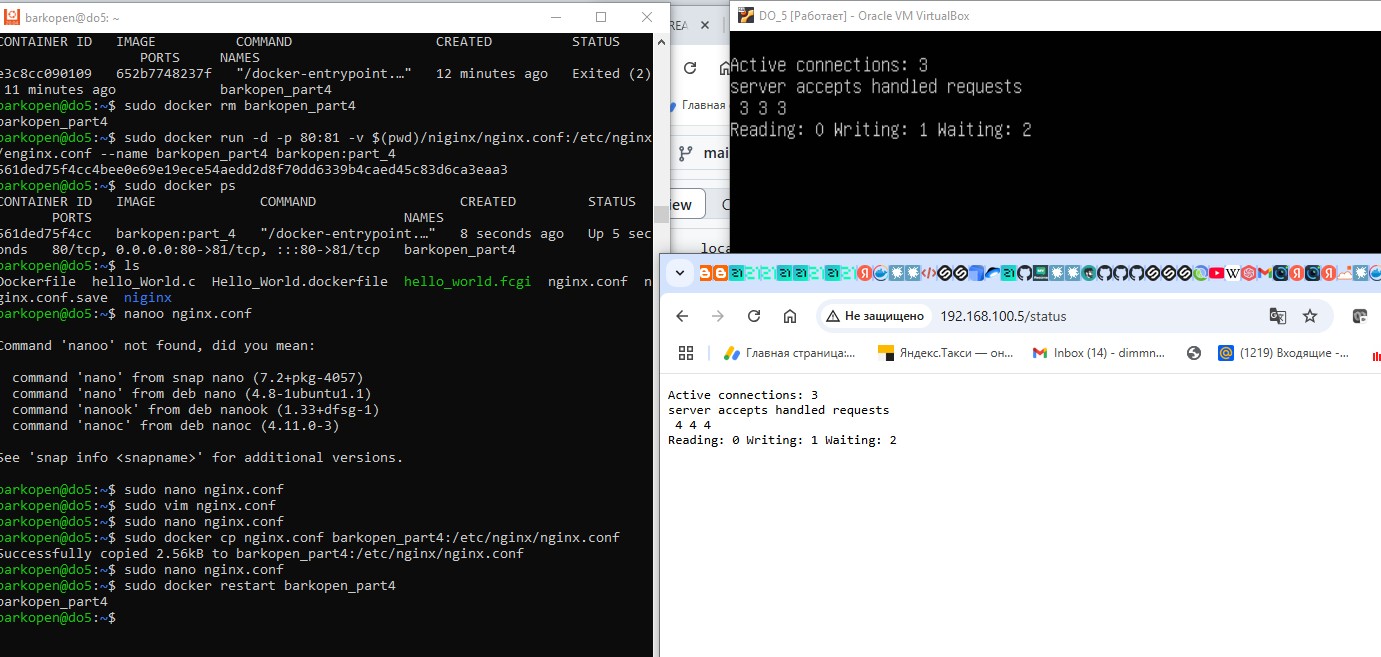 barkopen@do5: ~
CONTAINER ID   IMAGE          COMMAND                  CREATED          STATUS
                 PORTS     NAMES
e3c8cc090109   652b7748237f   "/docker-entrypoint.…"   12 minutes ago   Exited (2)
 11 minutes ago             barkopen_part4
barkopen@do5:~$ sudo docker rm barkopen_part4
barkopen_part4
barkopen@do5:~$ sudo docker run -d -p 80:81 -v $(pwd)/niginx/nginx.conf:/etc/nginx
/enginx.conf --name barkopen_part4 barkopen:part_4
561ded75f4cc4bee0e69e19ece54aedd2d8f70dd6339b4caed45c83d6ca3eaa3
barkopen@do5:~$ sudo docker ps
CONTAINER ID   IMAGE             COMMAND                  CREATED         STATUS
      PORTS                                      NAMES
561ded75f4cc   barkopen:part_4   "/docker-entrypoint.…"   8 seconds ago   Up 5 sec
onds   80/tcp, 0.0.0.0:80->81/tcp, :::80->81/tcp   barkopen_part4
barkopen@do5:~$ ls
Dockerfile  hello_World.c  Hello_World.dockerfile  hello_world.fcgi  nginx.conf  n
ginx.conf.save  niginx
barkopen@do5:~$ nanoo nginx.conf
Command 'nanoo' not found, did you mean:
  command 'nano' from snap nano (7.2+pkg-4057)
  command 'nano' from deb nano (4.8-1ubuntu1.1)
  command 'nanook' from deb nanook (1.33+dfsg-1)
  command 'nanoc' from deb nanoc (4.11.0-3)
See 'snap info <snapname>' for additional versions.
barkopen@do5:~$ sudo nano nginx.conf
barkopen@do5:~$ sudo vim nginx.conf
barkopen@do5:~$ sudo nano nginx.conf
barkopen@do5:~$ sudo docker cp nginx.conf barkopen_part4:/etc/nginx/nginx.conf
Successfully copied 2.56kB to barkopen_part4:/etc/nginx/nginx.conf
barkopen@do5:~$ sudo nano nginx.conf
barkopen@do5:~$ sudo docker restart barkopen_part4
barkopen_part4
barkopen@do5:~$
Главная
mai
ew
loca
DO_5 [Работает] - Oracle VM VirtualBox
Active connections: 3
server accepts handled requests
 3 3 3
Reading: 0 Writing: 1 Waiting: 2
Не защищено 192.168.100.5/status
Главная страница:... Яндекс.Такси — он... Inbox (14) - dimmn... (1219) Входящие -...
Active connections: 3
server accepts handled requests
 4 4 4
Reading: 0 Writing: 1 Waiting: 2